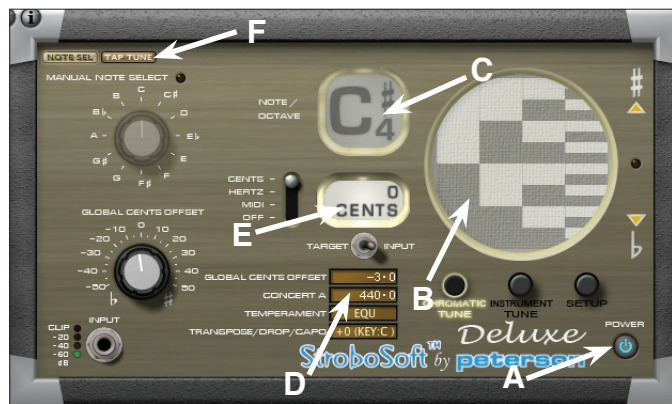 F
NOTE SEL TAP TUNE
MANUAL NOTE SELECT
C
B C♯
B♭ D
A E♭
G♯ E
G F♯ F
NOTE /
OCTAVE
C♯4
C
♯
CENTS
HERTZ
MIDI
OFF
0
CENTS
E
TARGET INPUT
B
♭
GLOBAL CENTS OFFSET
-10 0 10
-20 20
-30 30
-40 40
-50 50
♭ ♯
GLOBAL CENTS OFFSET -3.0
CONCERT A 440.0
TEMPERAMENT EQU
TRANSPOSE/DROP/CAPO +0 (KEY:C )
D
CHROMATIC TUNE
INSTRUMENT TUNE
SETUP
CLIP
-20
-40
-60
dB
INPUT
Deluxe
StroboSoft™ by peterson
POWER
A